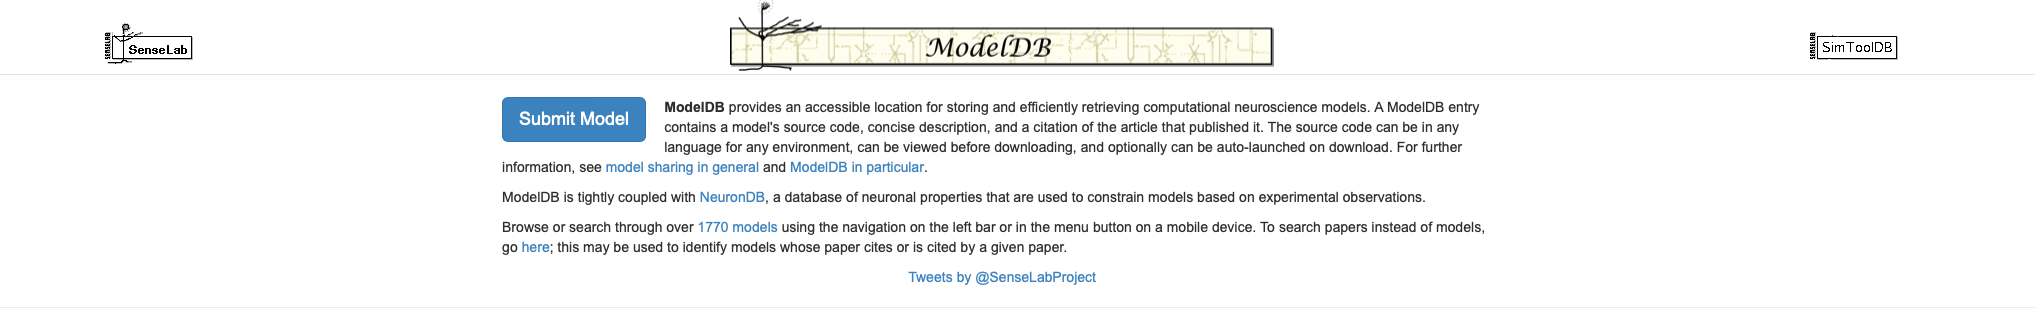 SENSELAB
SenseLab
ModelDB
SENSELAB
SimToolDB
Submit Model
ModelDB provides an accessible location for storing and efficiently retrieving computational neuroscience models. A ModelDB entry
contains a model's source code, concise description, and a citation of the article that published it. The source code can be in any
language for any environment, can be viewed before downloading, and optionally can be auto-launched on download. For further
information, see model sharing in general and ModelDB in particular.
ModelDB is tightly coupled with NeuronDB, a database of neuronal properties that are used to constrain models based on experimental observations.
Browse or search through over 1770 models using the navigation on the left bar or in the menu button on a mobile device. To search papers instead of models,
go here; this may be used to identify models whose paper cites or is cited by a given paper.
Tweets by @SenseLabProject